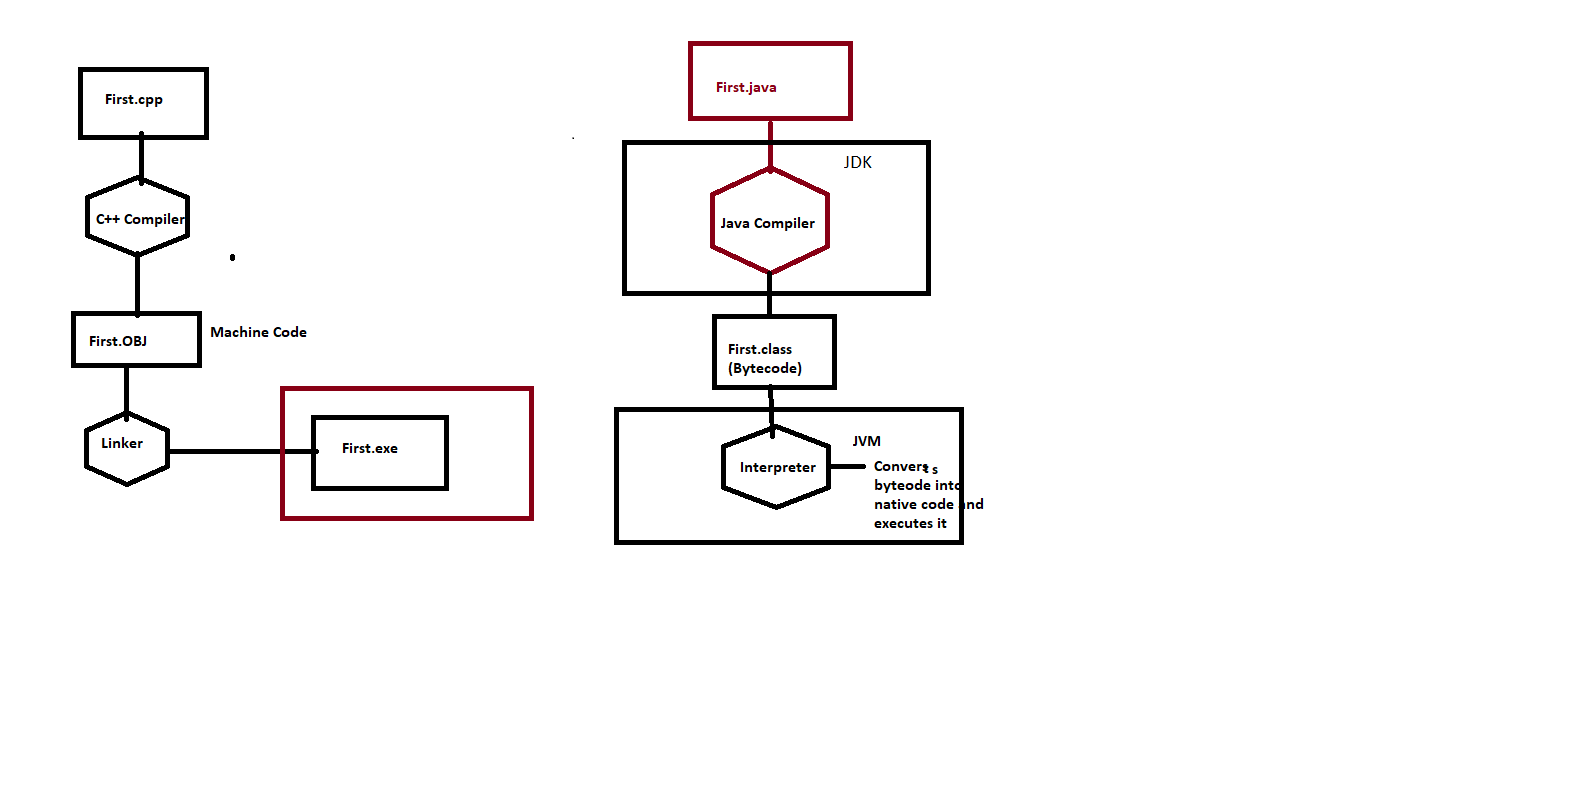 First.cpp
C++ Compiler
First.OBJ
Machine Code
Linker
First.exe
First.java
JDK
Java Compiler
First.class
(Bytecode)
Interpreter
JVM
Converts s
byteode into
native code and
executes it